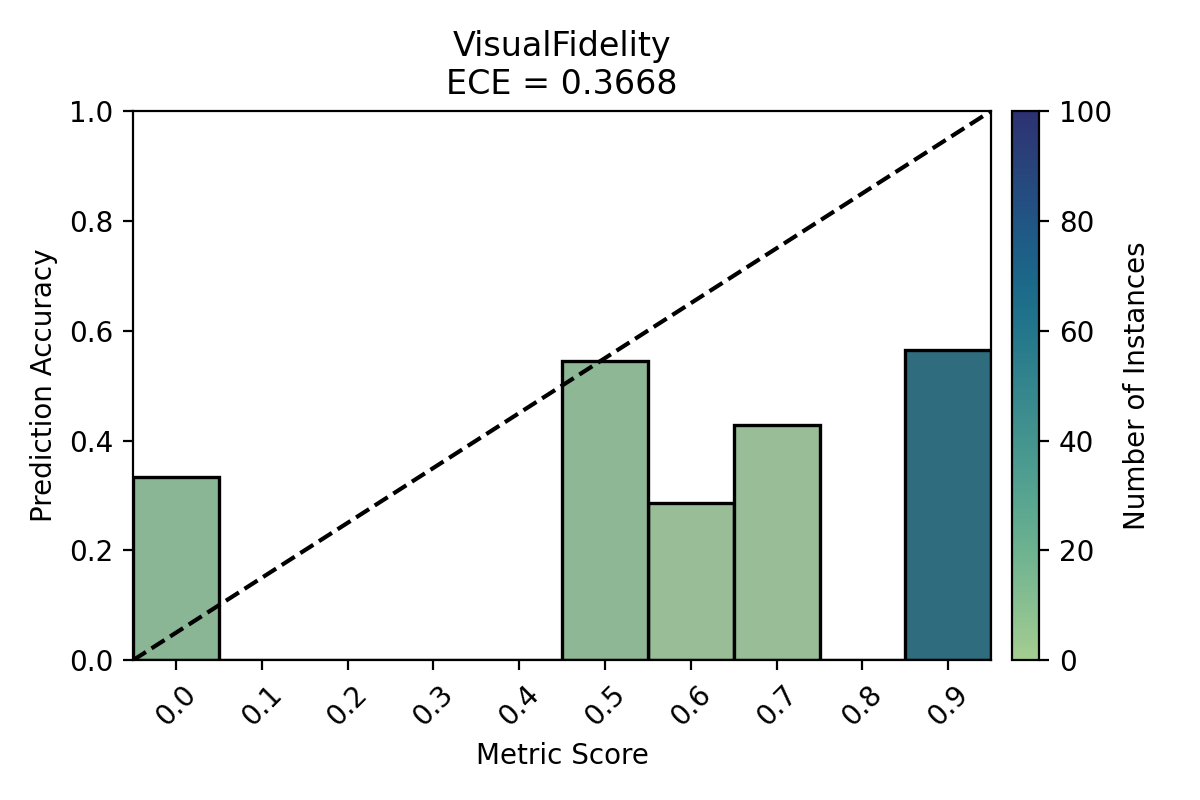 VisualFidelity
ECE = 0.3668
1.0
0.8
0.6
0.4
0.2
0.0
Prediction Accuracy
0.0 0.1 0.2 0.3 0.4 0.5 0.6 0.7 0.8 0.9
Metric Score
100
80
60
40
20
0
Number of Instances